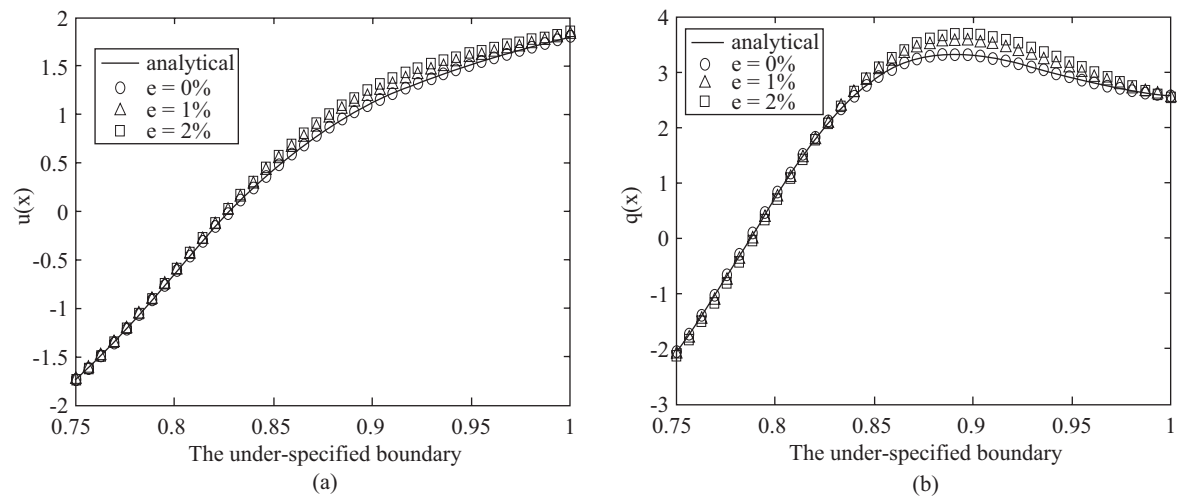 2
1.5
1
0.5
0
-0.5
-1
-1.5
-2
u(x)
analytical
e = 0%
e = 1%
e = 2%
0.75 0.8 0.85 0.9 0.95 1
The under-specified boundary
(a)
4
3
2
1
0
-1
-2
-3
q(x)
analytical
e = 0%
e = 1%
e = 2%
0.75 0.8 0.85 0.9 0.95 1
The under-specified boundary
(b)